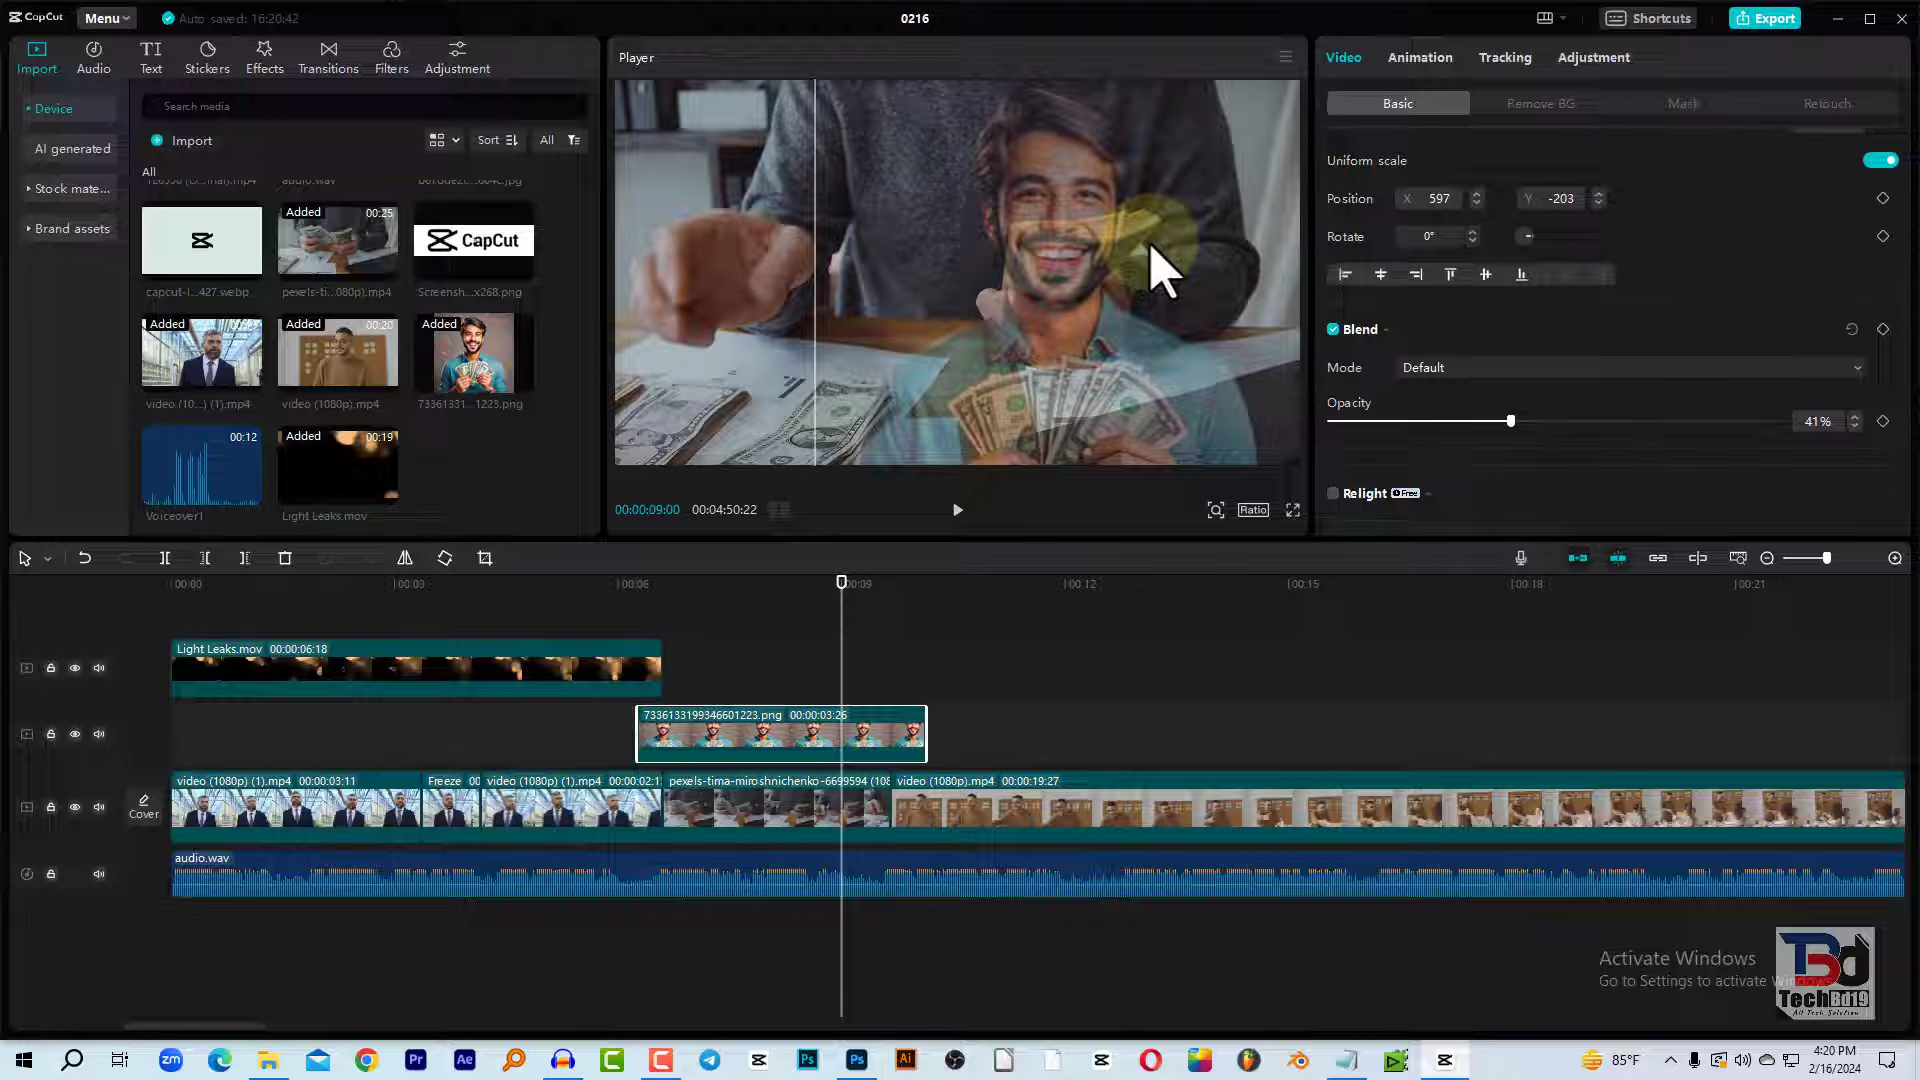 CapCut
Menu
Auto saved: 16:20:42
0216
Shortcuts
Export
Import
Audio
Text
Stickers
Effects
Transitions
Filters
Adjustment
Player
Video
Animation
Tracking
Adjustment
Device
AI generated
Stock mate...
Brand assets
Search media
Import
Sort
All
All
audio.wav
CapCut
Added
00:25
capcut-l...427.webp
pexels-ti...080p).mp4
Screensh...x268.png
Added
Added
00:20
Added
video (10...) (1).mp4
video (1080p).mp4
73361331...1223.png
00:12
Added
00:19
Voiceover1
Light Leaks.mov
00:00:09:00
00:04:50:22
Ratio
Basic
Remove BG
Mask
Retouch
Uniform scale
Position
X
597
Y
-203
Rotate
0°
Blend
Mode
Default
Opacity
41%
Relight
Free
00:00
00:03
00:06
00:09
00:12
00:15
00:18
00:21
Light Leaks.mov 00:00:06:18
7336133199346601223.png 00:00:03:26
Cover
video (1080p) (1).mp4 00:00:03:11
Freeze
video (1080p) (1).mp4
pexels-tima-miroshnichenko-6699594
video (1080p).mp4 00:00:19:27
audio.wav
Activate Windows
Go to Settings to activate
TBd
TechBd19
All Tech Solution
zm
Pr
Ae
Ps
Ps
Ai
85°F
4:20 PM
2/16/2024